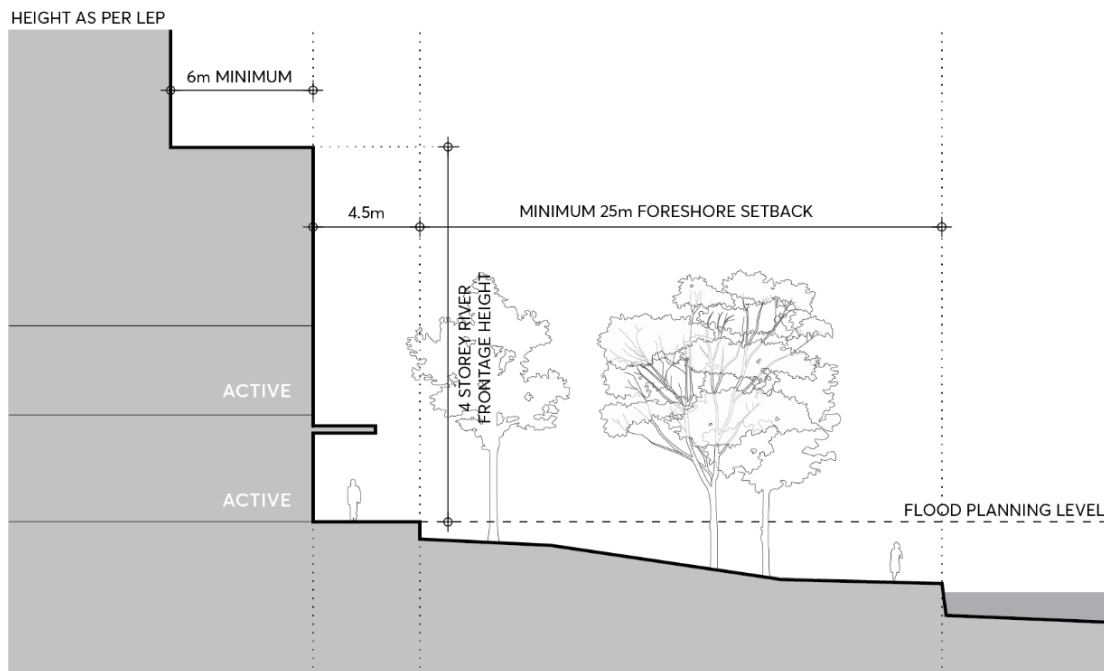 HEIGHT AS PER LEP
6m MINIMUM
4.5m
MINIMUM 25m FORESHORE SETBACK
4 STOREY RIVER
FRONTAGE HEIGHT
ACTIVE
ACTIVE
FLOOD PLANNING LEVEL